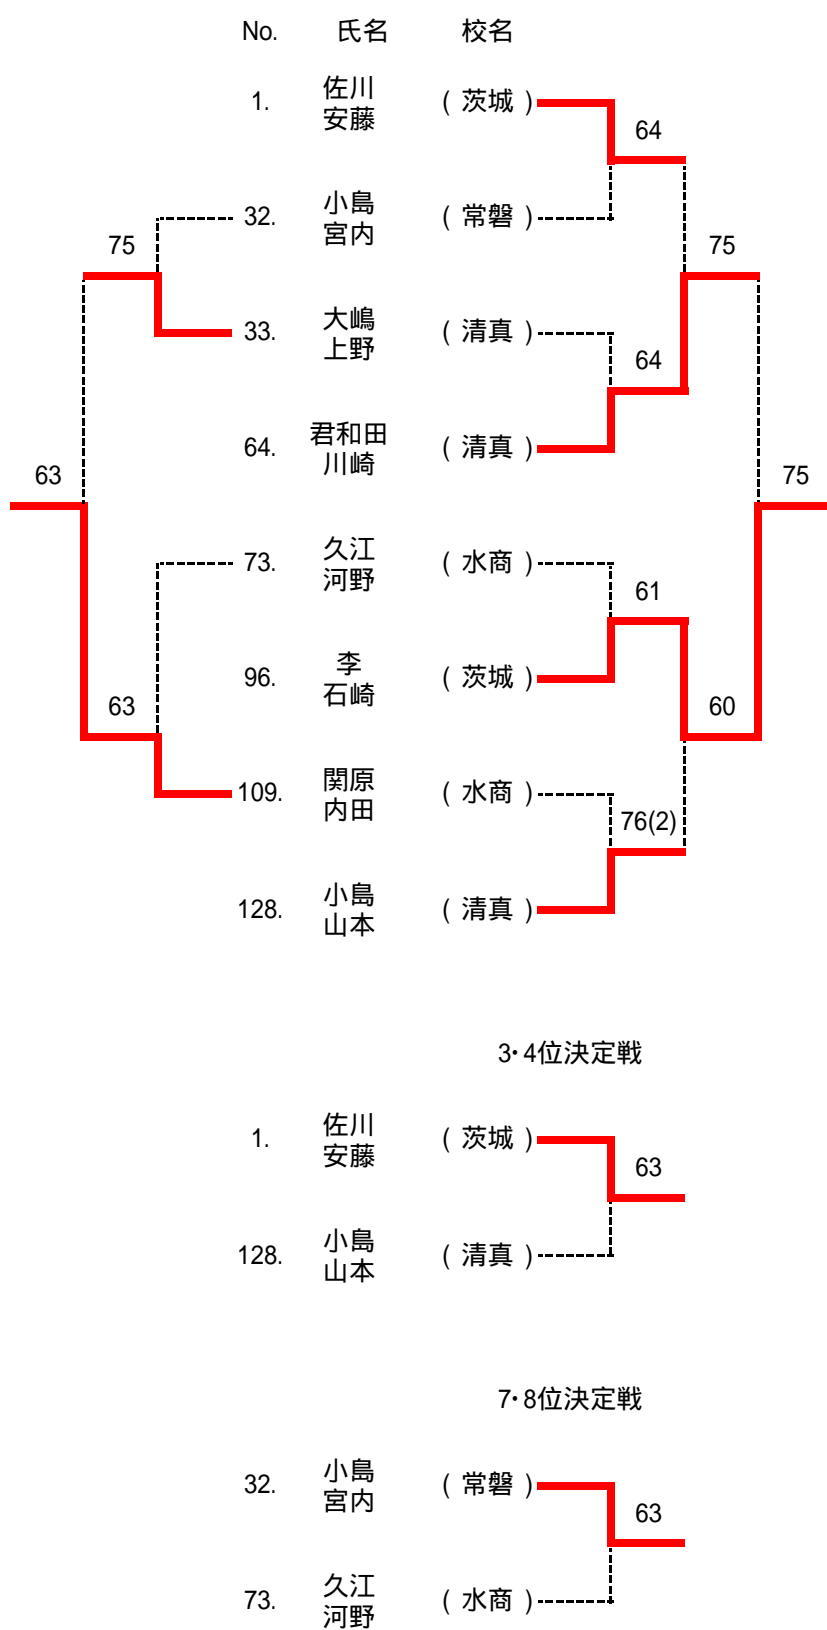 No. 氏名 校名
1. 佐川 安藤 ( 茨城 )
64
32. 小島 宮内 ( 常磐 )
75 75
33. 大嶋 上野 ( 清真 )
64
64. 君和田 川崎 ( 清真 )
63 75
73. 久江 河野 ( 水商 )
61
96. 李 石崎 ( 茨城 )
63 60
109. 関原 内田 ( 水商 )
76(2)
128. 小島 山本 ( 清真 )
3・4位決定戦
1. 佐川 安藤 ( 茨城 )
63
128. 小島 山本 ( 清真 )
7・8位決定戦
32. 小島 宮内 ( 常磐 )
63
73. 久江 河野 ( 水商 )